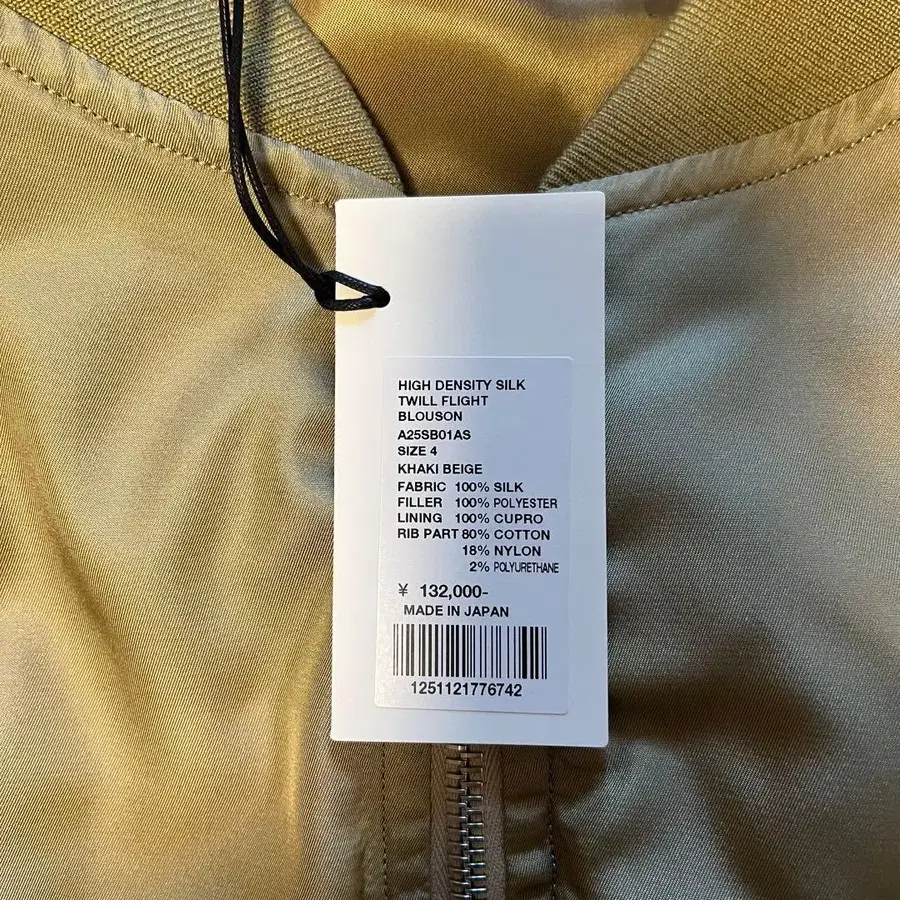 HIGH DENSITY SILK
TWILL FLIGHT
BLOUSON
A25SB01AS
SIZE 4
KHAKI BEIGE
FABRIC 100% SILK
FILLER 100% POLYESTER
LINING 100% CUPRO
RIB PART 80% COTTON
18% NYLON
2% POLYURETHANE
¥ 132,000-
MADE IN JAPAN
1251121776742